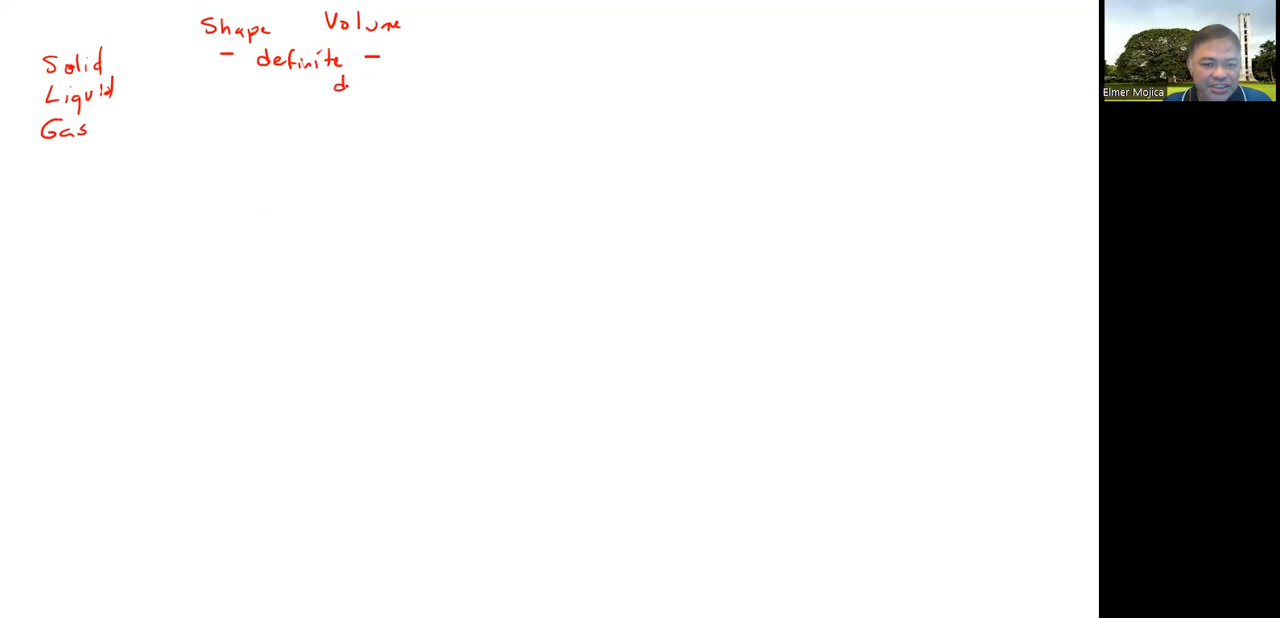 Shape Volume
Solid - definite -
Liquid d
Gas
Elmer Mojica